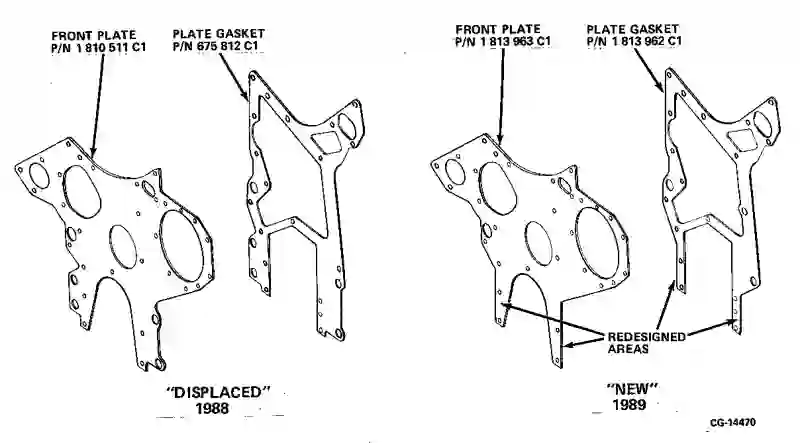 FRONT PLATE
P/N 1 810 511 C1
PLATE GASKET
P/N 675 812 C1
FRONT PLATE
P/N 1 813 963 C1
PLATE GASKET
P/N 1 813 962 C1
REDESIGNED
AREAS
"DISPLACED"
1988
"NEW"
1989
CG-14470